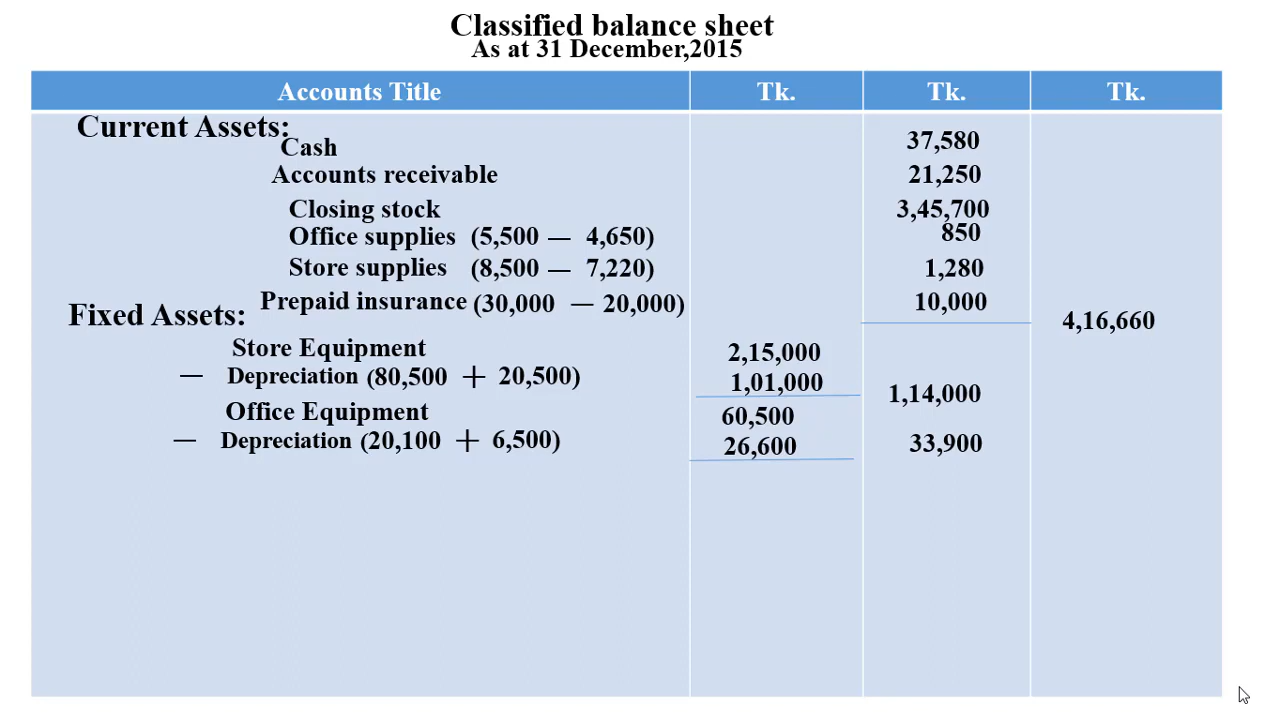 Classified balance sheet
As at 31 December,2015
Accounts Title Tk. Tk. Tk.
Current Assets:
Cash 37,580
Accounts receivable 21,250
Closing stock 3,45,700
Office supplies (5,500 — 4,650) 850
Store supplies (8,500 — 7,220) 1,280
Prepaid insurance (30,000 — 20,000) 10,000
Fixed Assets: 4,16,660
Store Equipment 2,15,000
— Depreciation (80,500 + 20,500) 1,01,000 1,14,000
Office Equipment 60,500
— Depreciation (20,100 + 6,500) 26,600 33,900